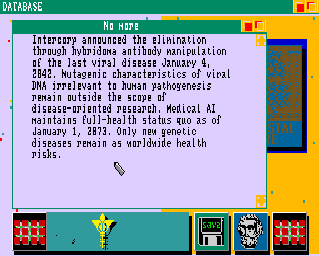 DATABASE
No more
Intercorp announced the elimination
through hybridoma antibody manipulation
of the last viral disease January 4,
2042. Mutagenic characteristics of viral
DNA irrelevant to human pathogenesis
remain outside the scope of
disease-oriented research. Medical AI
maintains full-health status quo as of
January 1, 2073. Only new genetic
diseases remain as worldwide health
risks.
SAVE